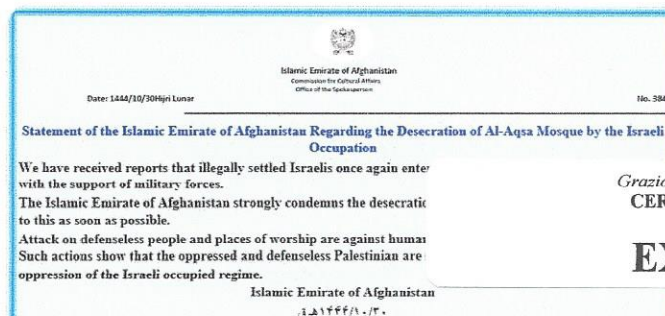 Islamic Emirate of Afghanistan
Commission for Cultural Affairs
Office of the Spokesperson
Date: 1444/10/30Hijri Lunar
No. 384
Statement of the Islamic Emirate of Afghanistan Regarding the Desecration of Al-Aqsa Mosque by the Israeli
Occupation
We have received reports that illegally settled Israelis once again enter
with the support of military forces.
The Islamic Emirate of Afghanistan strongly condemns the desecratio
to this as soon as possible.
Attack on defenseless people and places of worship are against human
Such actions show that the oppressed and defenseless Palestinian are
oppression of the Israeli occupied regime.
Islamic Emirate of Afghanistan
۱۴۴۴/۱۰/۳۰هـ
Grazio
CER
EX